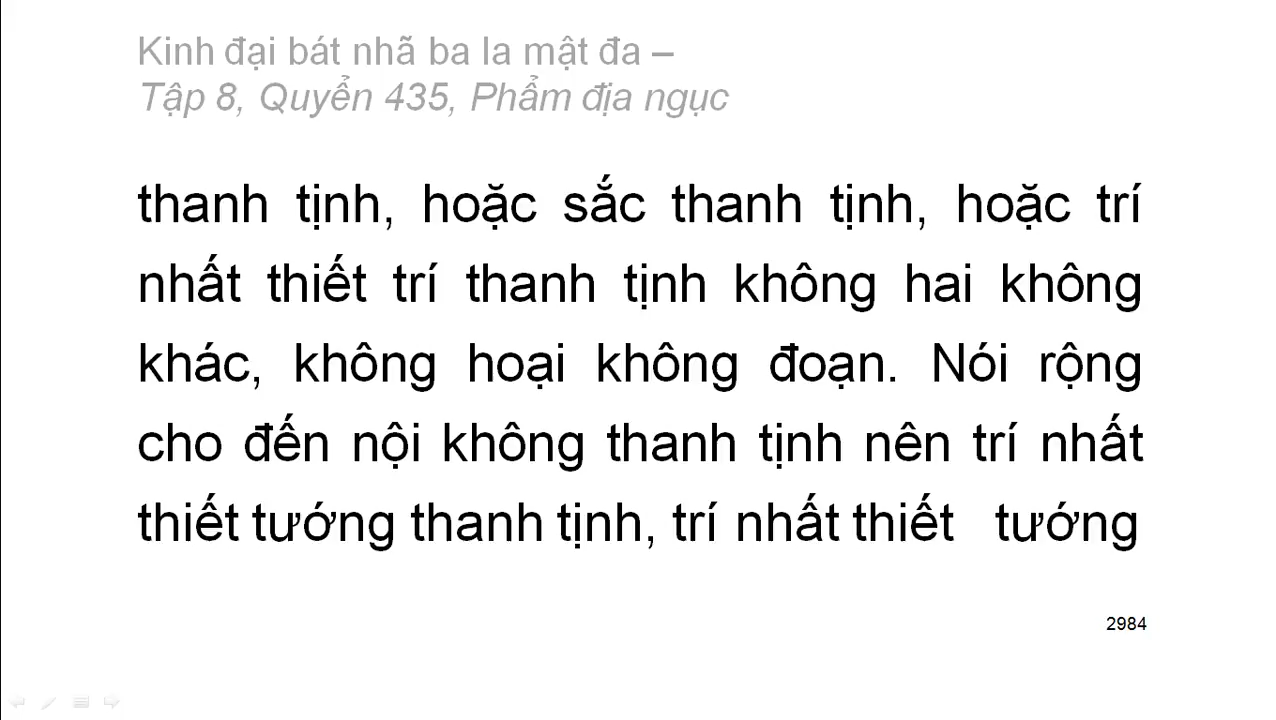 Kinh đại bát nhã ba la mật đa –
Tập 8, Quyển 435, Phẩm địa ngục
thanh tịnh, hoặc sắc thanh tịnh, hoặc trí
nhất thiết trí thanh tịnh không hai không
khác, không hoại không đoạn. Nói rộng
cho đến nội không thanh tịnh nên trí nhất
thiết tướng thanh tịnh, trí nhất thiết tướng
2984